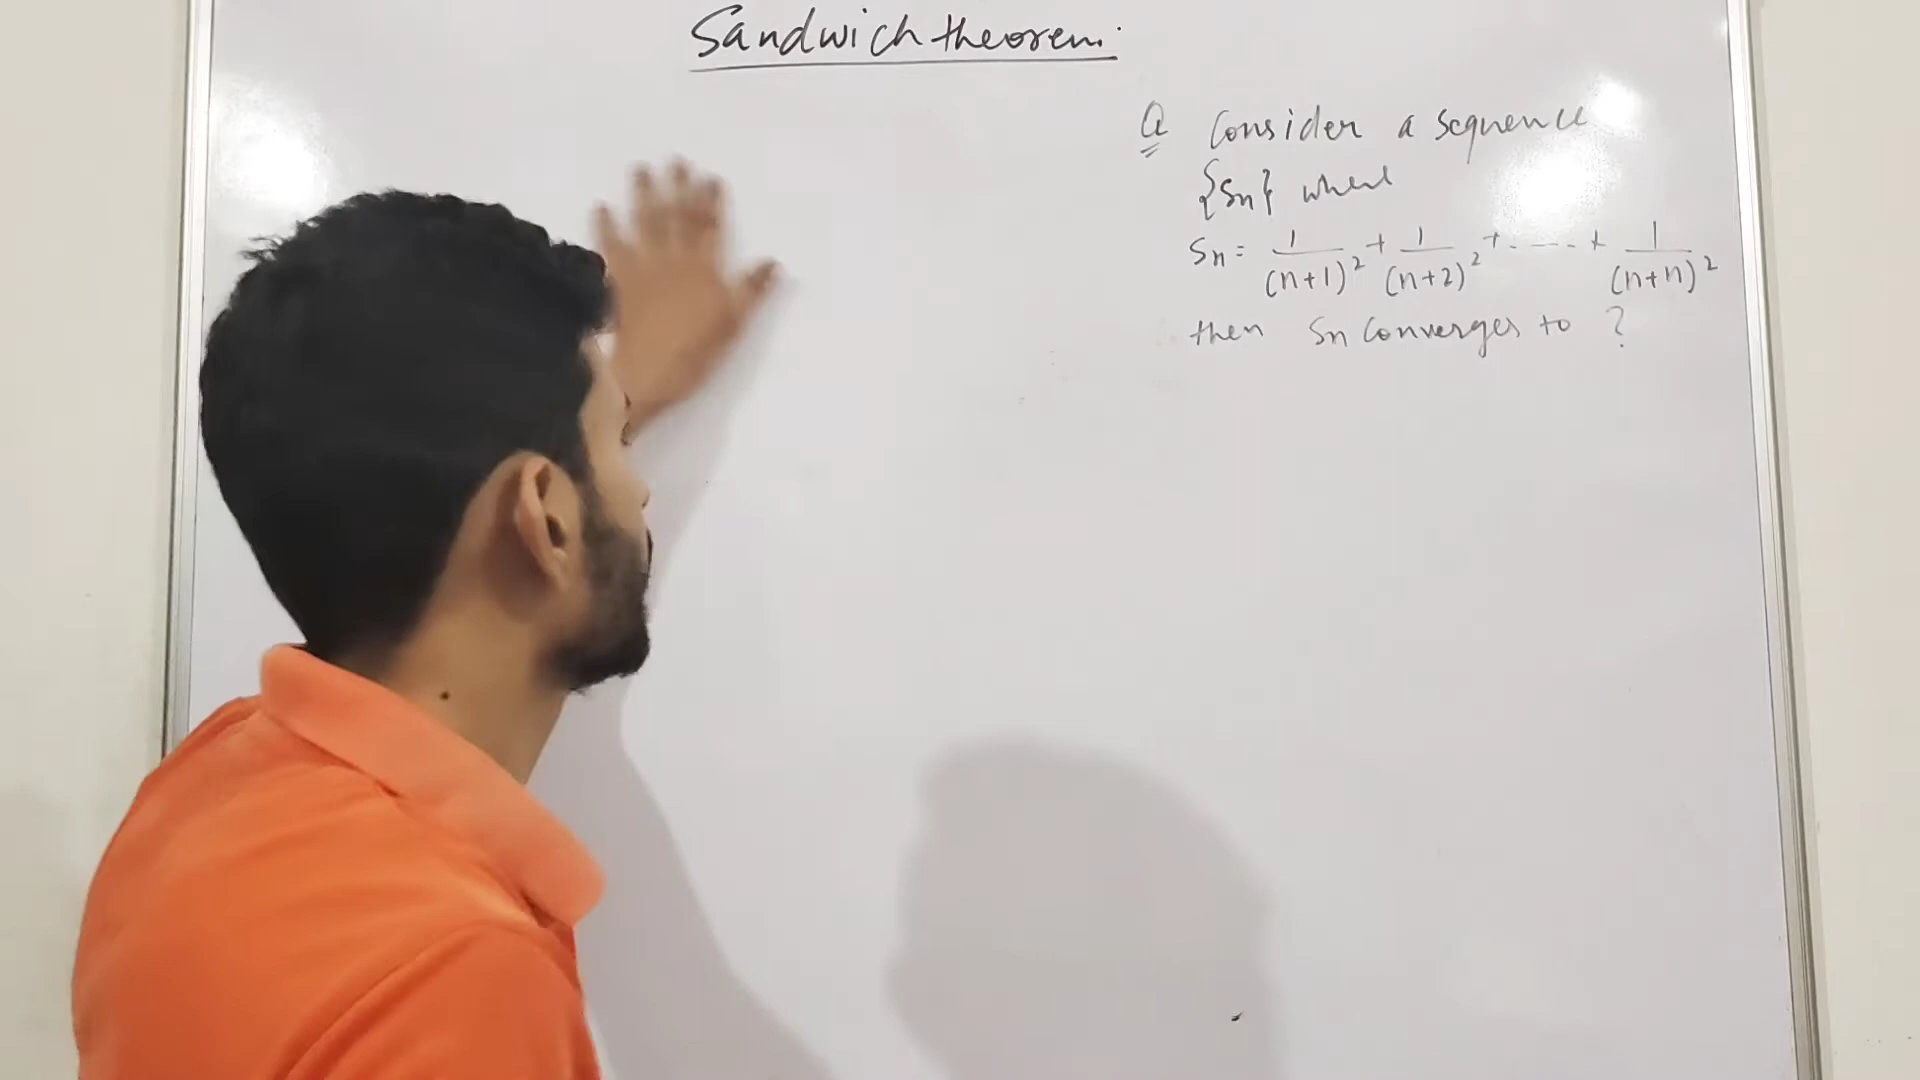 Sandwich theorem.
Q Consider a sequence
{Sn} where
Sn = 1/(n+1)² + 1/(n+2)² + - - - - + 1/(n+n)²
then Sn Converges to ?